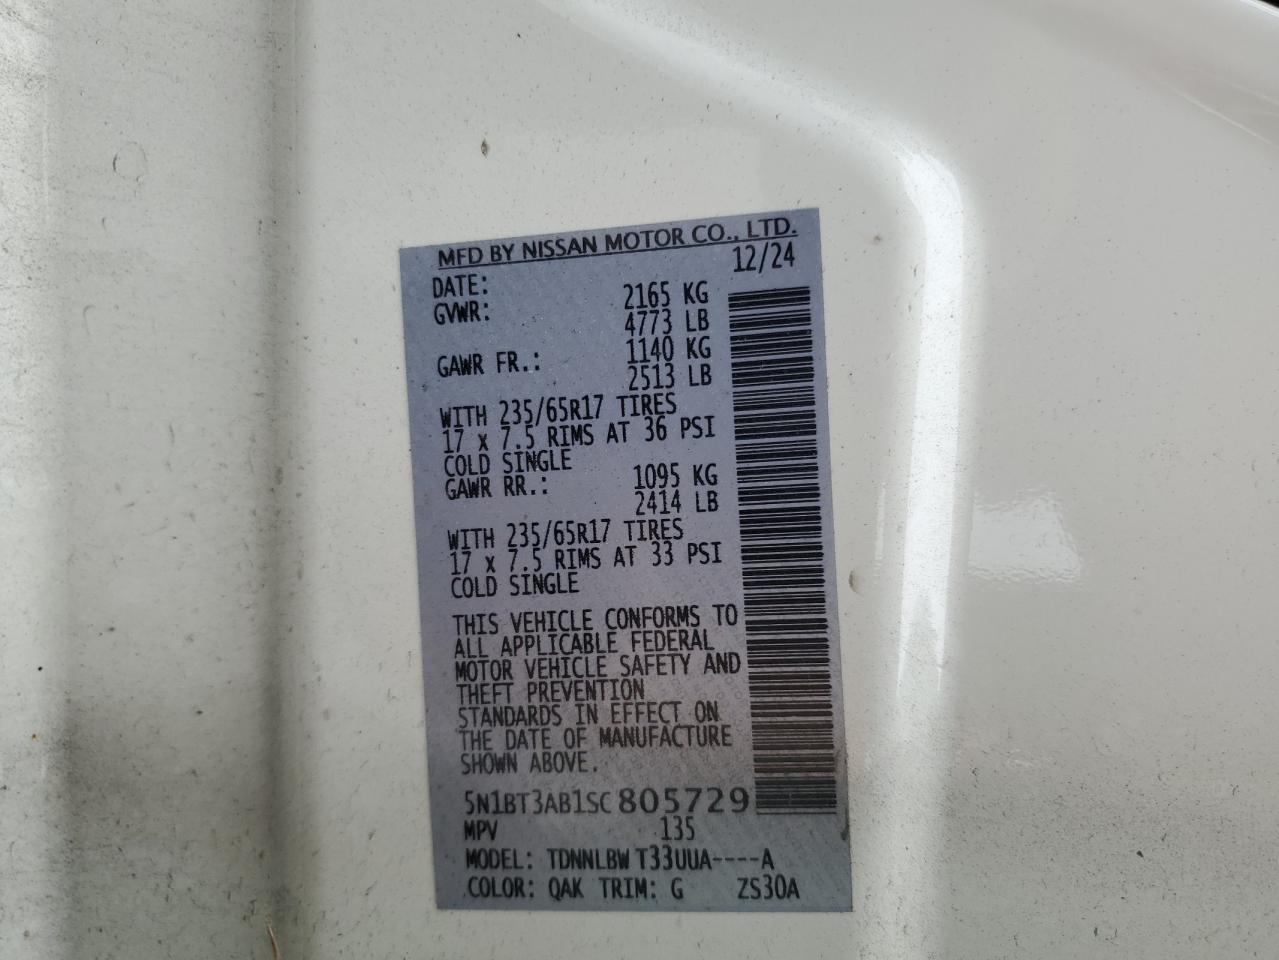 MFD BY NISSAN MOTOR CO., LTD.
DATE: 12/24
GVWR: 2165 KG
4773 LB
GAWR FR.: 1140 KG
2513 LB
WITH 235/65R17 TIRES
17 x 7.5 RIMS AT 36 PSI
COLD SINGLE
GAWR RR.: 1095 KG
2414 LB
WITH 235/65R17 TIRES
17 x 7.5 RIMS AT 33 PSI
COLD SINGLE
THIS VEHICLE CONFORMS TO
ALL APPLICABLE FEDERAL
MOTOR VEHICLE SAFETY AND
THEFT PREVENTION
STANDARDS IN EFFECT ON
THE DATE OF MANUFACTURE
SHOWN ABOVE.
5N1BT3AB1SC805729
MPV 135
MODEL: TDNNLBW T33UUA----A
COLOR: QAK TRIM: G ZS30A